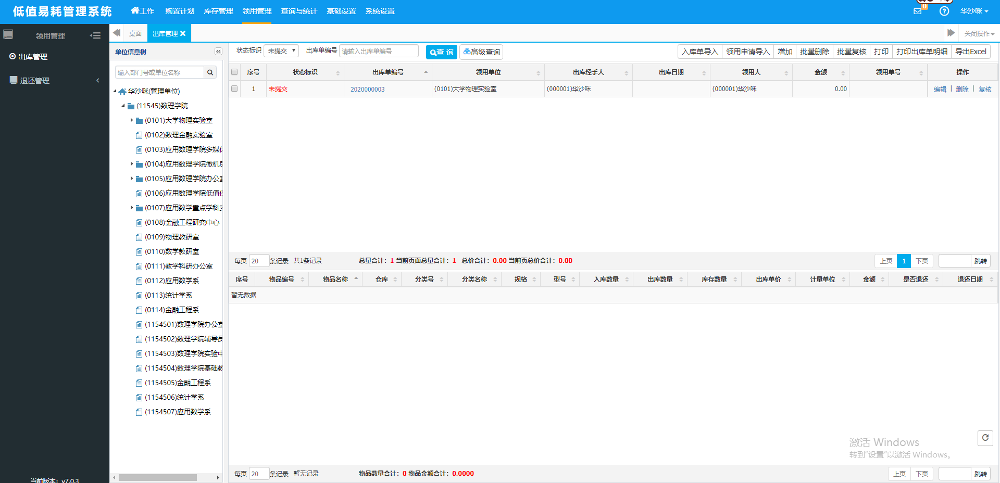 低值易耗管理系统 工作 购置计划 库存管理 领用管理 查询与统计 基础设置 系统设置 0 华沙咪
领用管理 桌面 出库管理 关闭操作
出库管理
退还管理
单位信息树
输入部门号或单位名称
华沙咪(管理单位)
(11545)数理学院
(0101)大学物理实验室
(0102)数理金融实验室
(0103)应用数理学院多媒体
(0104)应用数理学院微机房
(0105)应用数理学院办公室
(0106)应用数理学院低值
(0107)应用数学重点学科实
(0108)金融工程研究中心
(0109)物理教研室
(0110)数学教研室
(0111)教学科研办公室
(0112)应用数学系
(0113)统计学系
(0114)金融工程系
(1154501)数理学院办公室
(1154502)数理学院辅导员
(1154503)数理学院实验中
(1154504)数理学院基础教
(1154505)金融工程系
(1154506)统计学系
(1154507)应用数学系
当前版本：v7.0.3
状态标识 未提交 出库单编号 请输入出库单编号 查 询 高级查询 入库单导入 领用申请导入 增加 批量删除 批量复核 打印 打印出库单明细 导出Excel
序号 状态标识 出库单编号 领用单位 出库经手人 出库日期 领用人 金额 领用单号 操作
1 未提交 2020000003 (0101)大学物理实验室 (000001)华沙咪 (000001)华沙咪 0.00 编辑 | 删除 | 复核
每页 20 条记录 共1条记录 总量合计：1 当前页面总量合计：1 总价合计：0.00 当前页总价合计：0.00 上页 1 下页 跳转
序号 物品编号 物品名称 仓库 分类号 分类名称 规格 型号 入库数量 出库数量 库存数量 出库单价 计量单位 金额 是否退还 退还日期
暂无数据
激活 Windows
转到"设置"以激活 Windows。
每页 20 条记录 暂无记录 物品数量合计：0 物品金额合计：0.0000 上页 下页 跳转